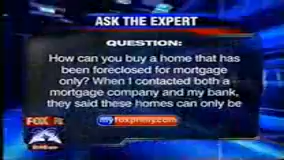 ASK THE EXPERT
QUESTION:
How can you buy a home that has
been foreclosed for mortgage
only? When I contacted both a
mortgage company and my bank,
they said these homes can only be
myfoxphilly.com
FOX